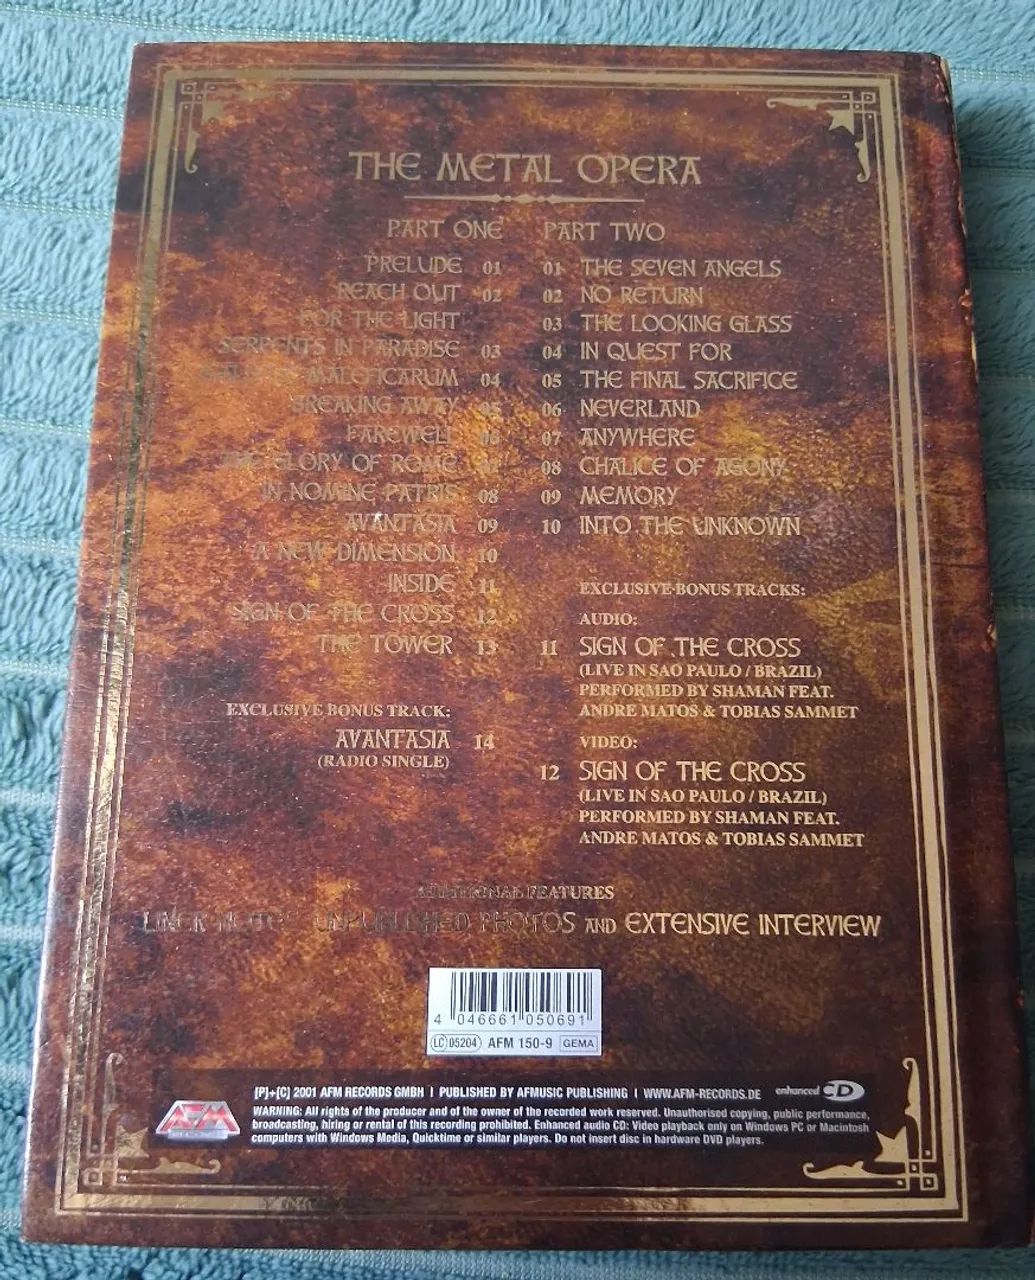 THE METAL OPERA
PART ONE
PRELUDE 01
REACH OUT 02
FOR THE LIGHT
SERPENTS IN PARADISE 03
MALEFICARUM 04
BREAKING AWAY 05
FAREWELL 06
THE GLORY OF ROME 07
IN NOMINE PATRIS 08
AVANTASIA 09
A NEW DIMENSION 10
INSIDE 11
SIGN OF THE CROSS 12
THE TOWER 13
EXCLUSIVE BONUS TRACK:
AVANTASIA 14
(RADIO SINGLE)
PART TWO
01 THE SEVEN ANGELS
02 NO RETURN
03 THE LOOKING GLASS
04 IN QUEST FOR
05 THE FINAL SACRIFICE
06 NEVERLAND
07 ANYWHERE
08 CHALICE OF AGONY
09 MEMORY
10 INTO THE UNKNOWN
EXCLUSIVE BONUS TRACKS:
AUDIO:
11 SIGN OF THE CROSS
(LIVE IN SAO PAULO / BRAZIL)
PERFORMED BY SHAMAN FEAT.
ANDRE MATOS & TOBIAS SAMMET
VIDEO:
12 SIGN OF THE CROSS
(LIVE IN SAO PAULO / BRAZIL)
PERFORMED BY SHAMAN FEAT.
ANDRE MATOS & TOBIAS SAMMET
ADDITIONAL FEATURES
LINER NOTES UNPUBLISHED PHOTOS AND EXTENSIVE INTERVIEW
4 046661 050691
LC 05204 AFM 150-9 GEMA
[P]+[C] 2001 AFM RECORDS GMBH | PUBLISHED BY AFMUSIC PUBLISHING | WWW.AFM-RECORDS.DE enhanced CD
AFM
WARNING: All rights of the producer and of the owner of the recorded work reserved. Unauthorised copying, public performance,
broadcasting, hiring or rental of this recording prohibited. Enhanced audio CD: Video playback only on Windows PC or Macintosh
computers with Windows Media, Quicktime or similar players. Do not insert disc in hardware DVD players.